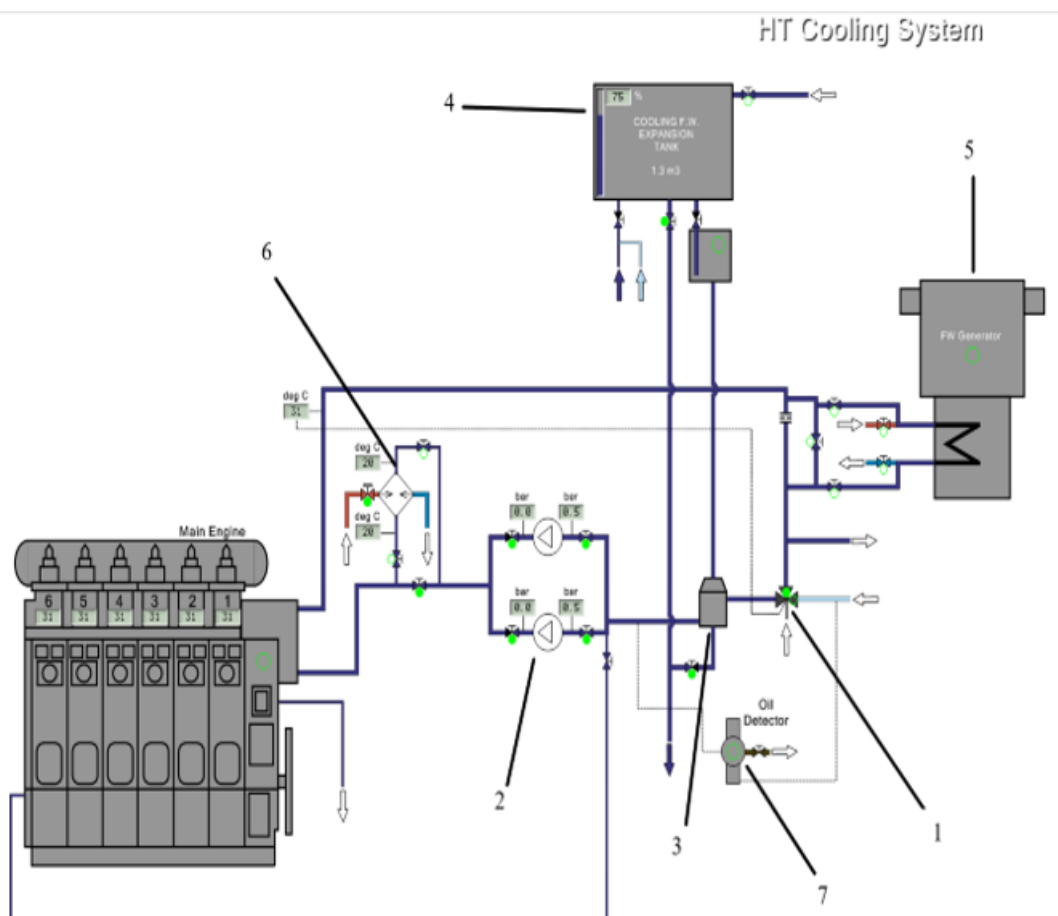 HT Cooling System
4
75 %
COOLING F.W.
EXPANSION
TANK
1.3 m3
5
6
FW Generator
deg C
31
deg C
20
deg C
20
bar
0.0
bar
0.5
Main Engine
6 5 4 3 2 1
31 31 31 31 31 31
bar
0.0
bar
0.5
Oil
Detector
2
3
1
7